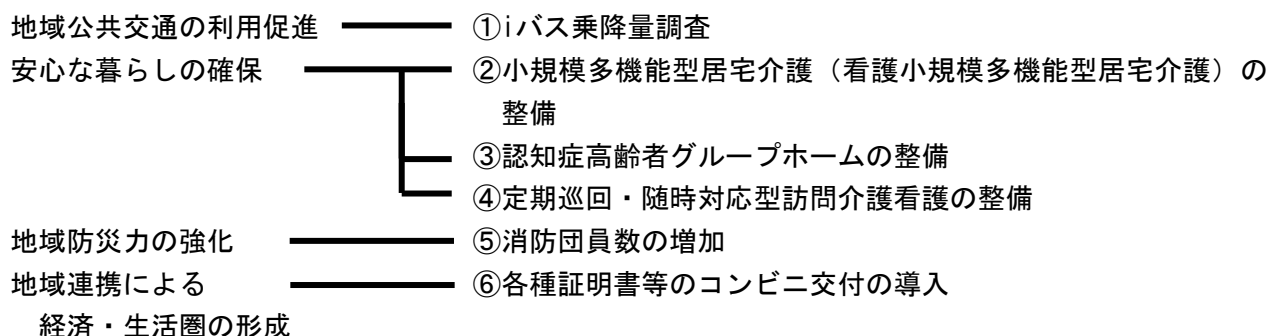 地域公共交通の利用促進 ①iバス乗降量調査
安心な暮らしの確保 ②小規模多機能型居宅介護（看護小規模多機能型居宅介護）の
整備
③認知症高齢者グループホームの整備
④定期巡回・随時対応型訪問介護看護の整備
地域防災力の強化 ⑤消防団員数の増加
地域連携による ⑥各種証明書等のコンビニ交付の導入
経済・生活圏の形成